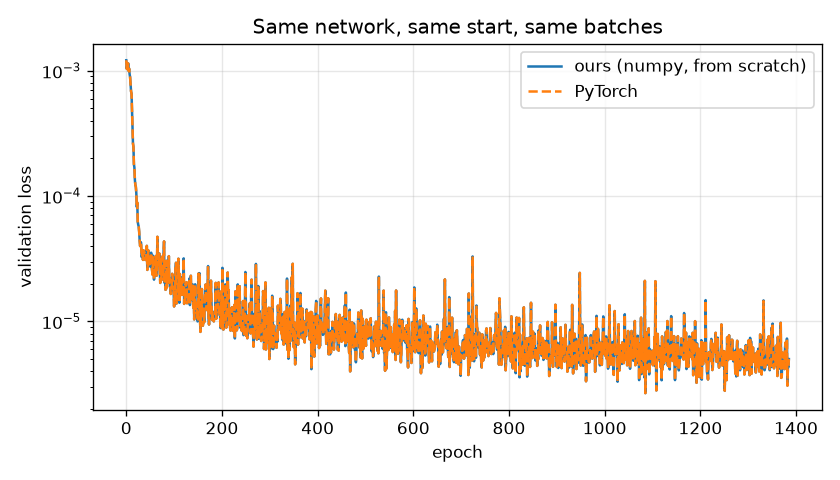 Same network, same start, same batches
ours (numpy, from scratch)
PyTorch
validation loss
10⁻³
10⁻⁴
10⁻⁵
0 200 400 600 800 1000 1200 1400
epoch